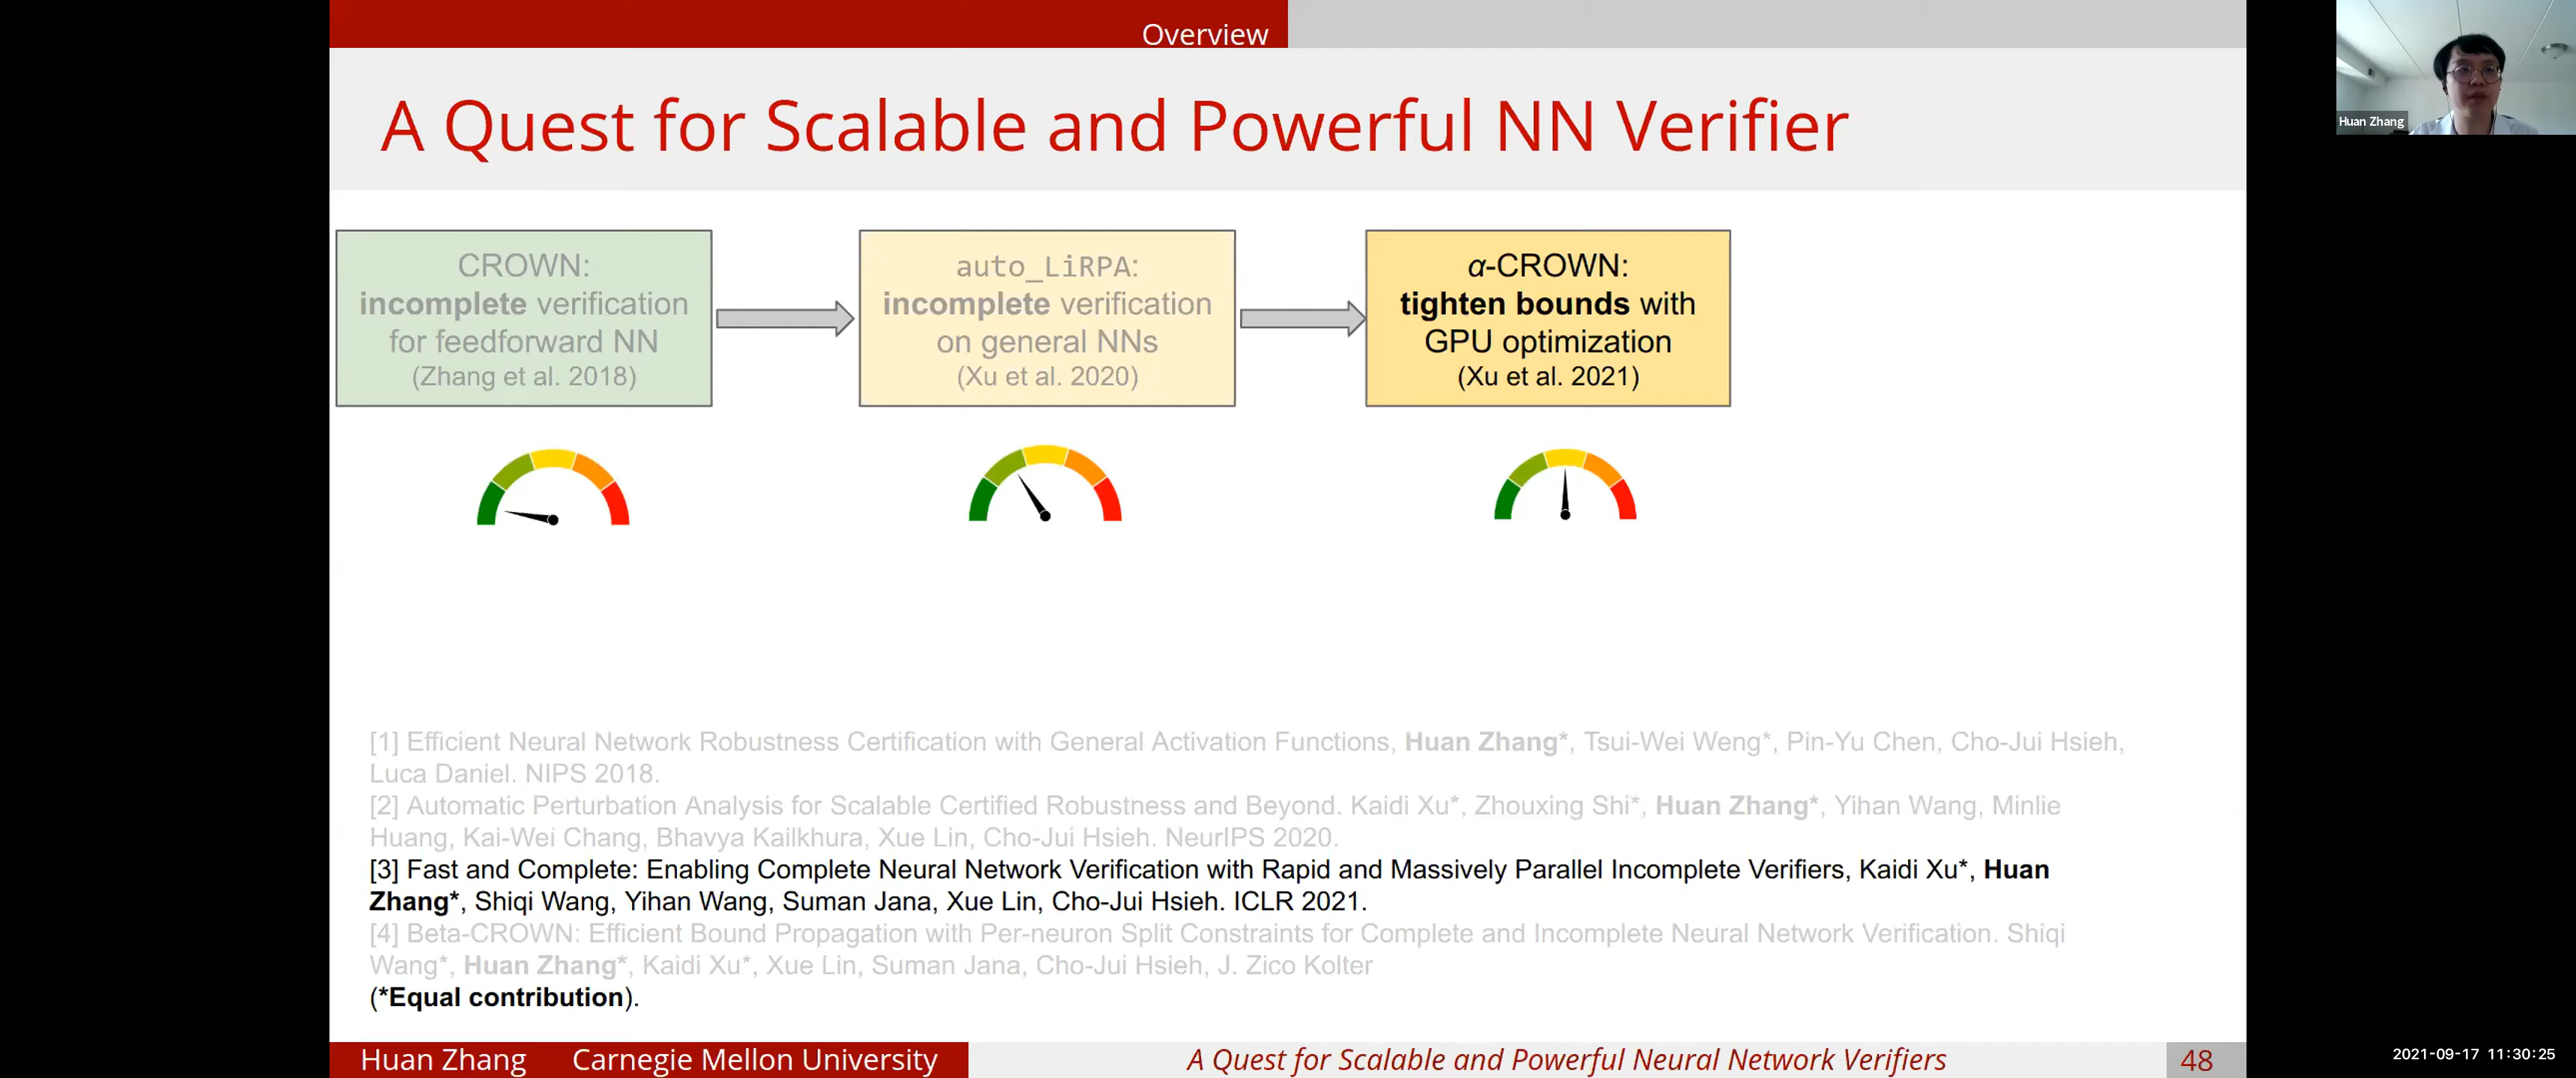 Overview
A Quest for Scalable and Powerful NN Verifier
Huan Zhang
CROWN:
incomplete verification
for feedforward NN
(Zhang et al. 2018)
auto_LiRPA:
incomplete verification
on general NNs
(Xu et al. 2020)
α-CROWN:
tighten bounds with
GPU optimization
(Xu et al. 2021)
[1] Efficient Neural Network Robustness Certification with General Activation Functions, Huan Zhang*, Tsui-Wei Weng*, Pin-Yu Chen, Cho-Jui Hsieh,
Luca Daniel. NIPS 2018.
[2] Automatic Perturbation Analysis for Scalable Certified Robustness and Beyond. Kaidi Xu*, Zhouxing Shi*, Huan Zhang*, Yihan Wang, Minlie
Huang, Kai-Wei Chang, Bhavya Kailkhura, Xue Lin, Cho-Jui Hsieh. NeurIPS 2020.
[3] Fast and Complete: Enabling Complete Neural Network Verification with Rapid and Massively Parallel Incomplete Verifiers, Kaidi Xu*, Huan
Zhang*, Shiqi Wang, Yihan Wang, Suman Jana, Xue Lin, Cho-Jui Hsieh. ICLR 2021.
[4] Beta-CROWN: Efficient Bound Propagation with Per-neuron Split Constraints for Complete and Incomplete Neural Network Verification. Shiqi
Wang*, Huan Zhang*, Kaidi Xu*, Xue Lin, Suman Jana, Cho-Jui Hsieh, J. Zico Kolter
(*Equal contribution).
Huan Zhang Carnegie Mellon University
A Quest for Scalable and Powerful Neural Network Verifiers
48
2021-09-17 11:30:25